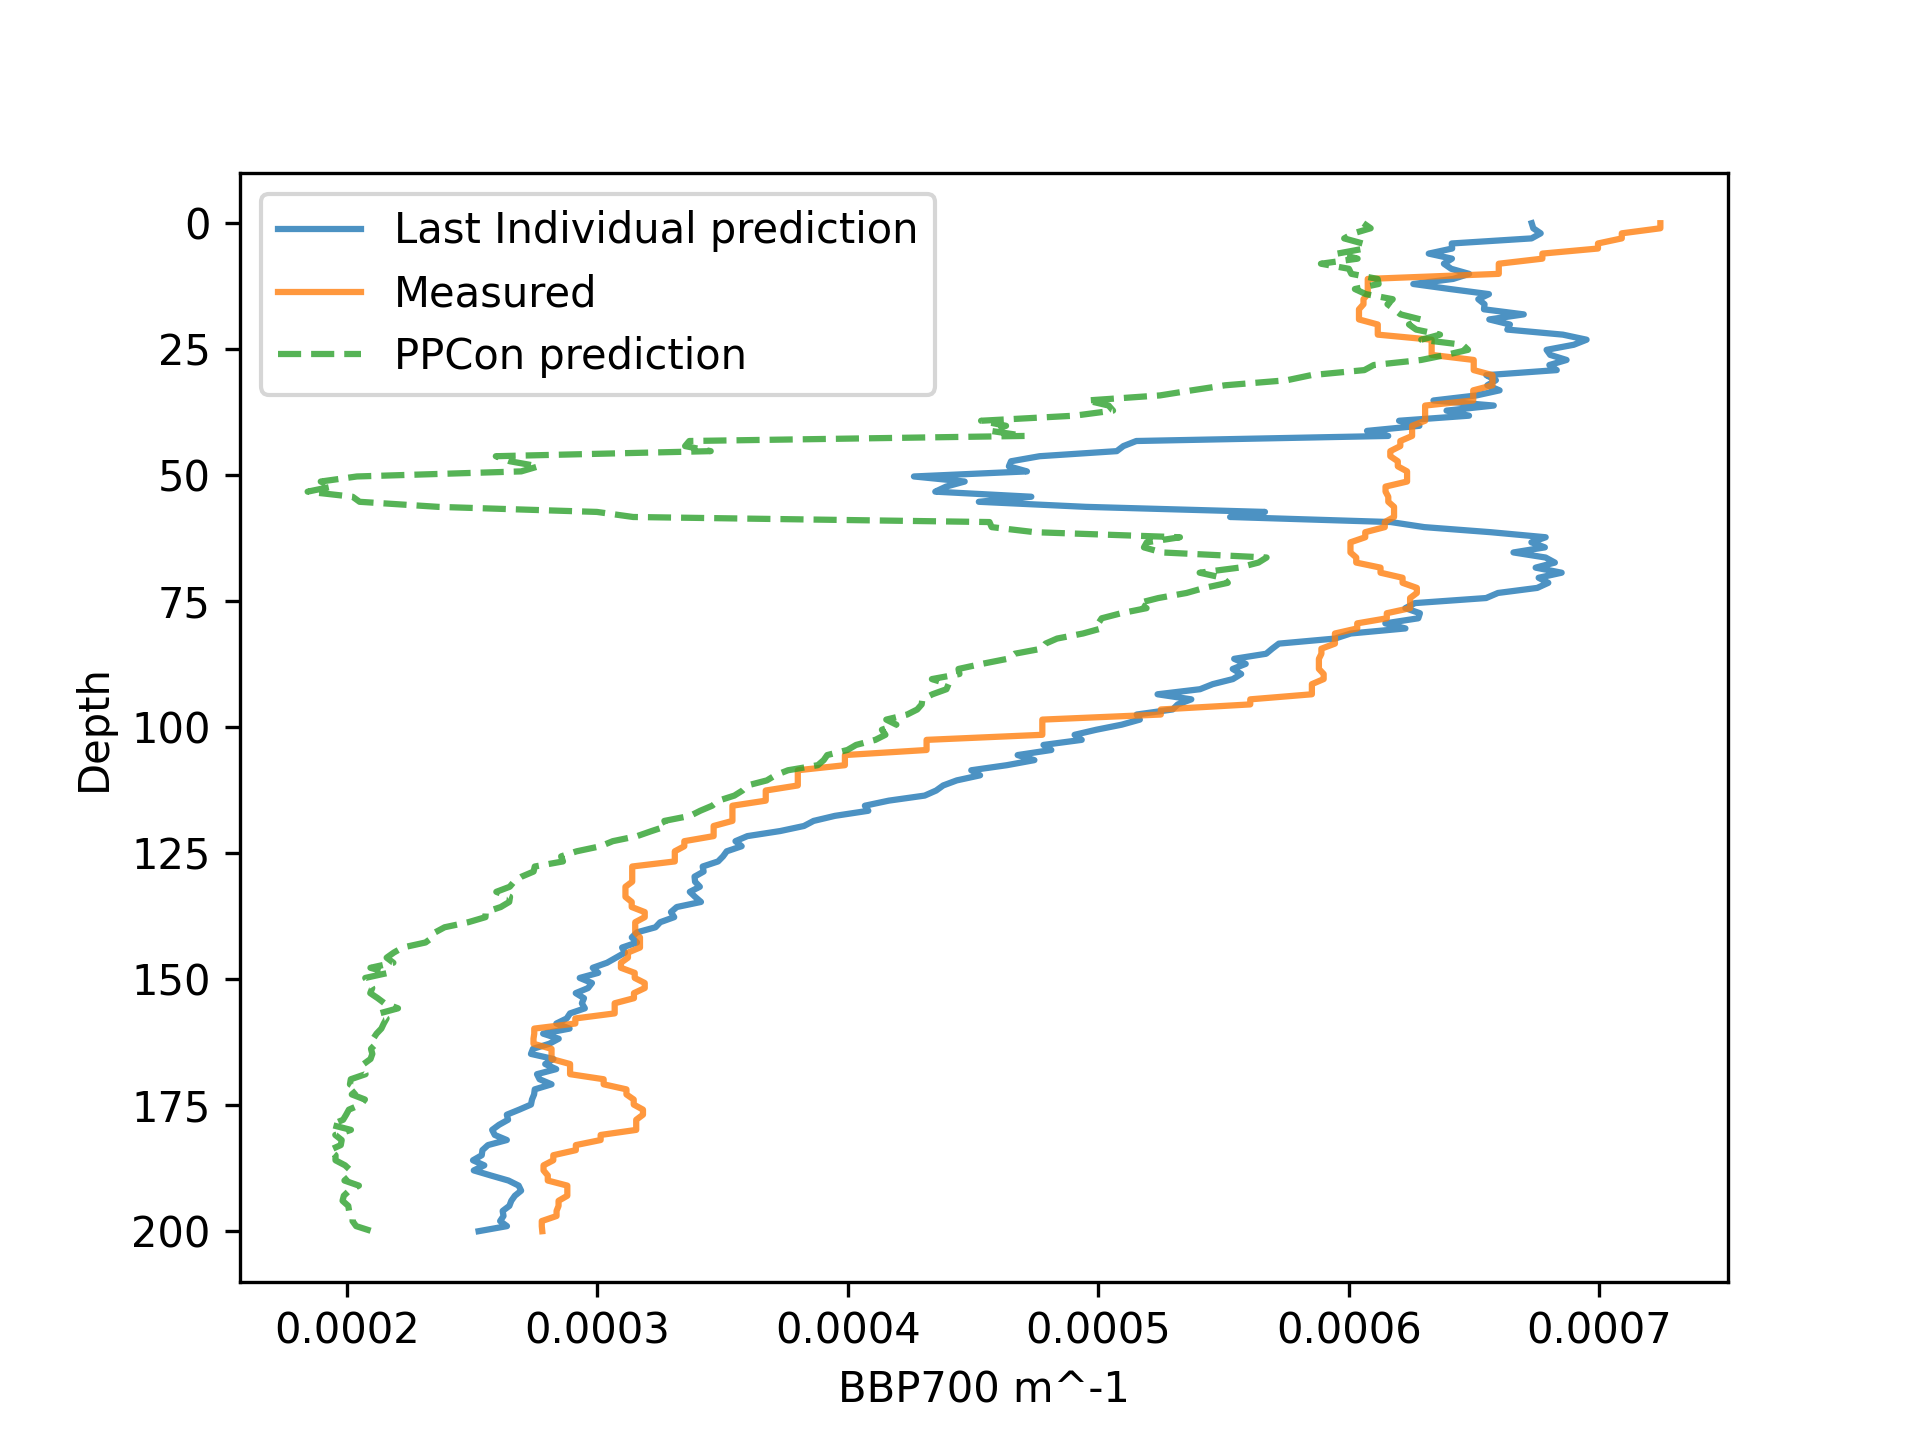 Last Individual prediction
Measured
PPCon prediction
0
25
50
75
100
125
150
175
200
Depth
0.0002 0.0003 0.0004 0.0005 0.0006 0.0007
BBP700 m^-1